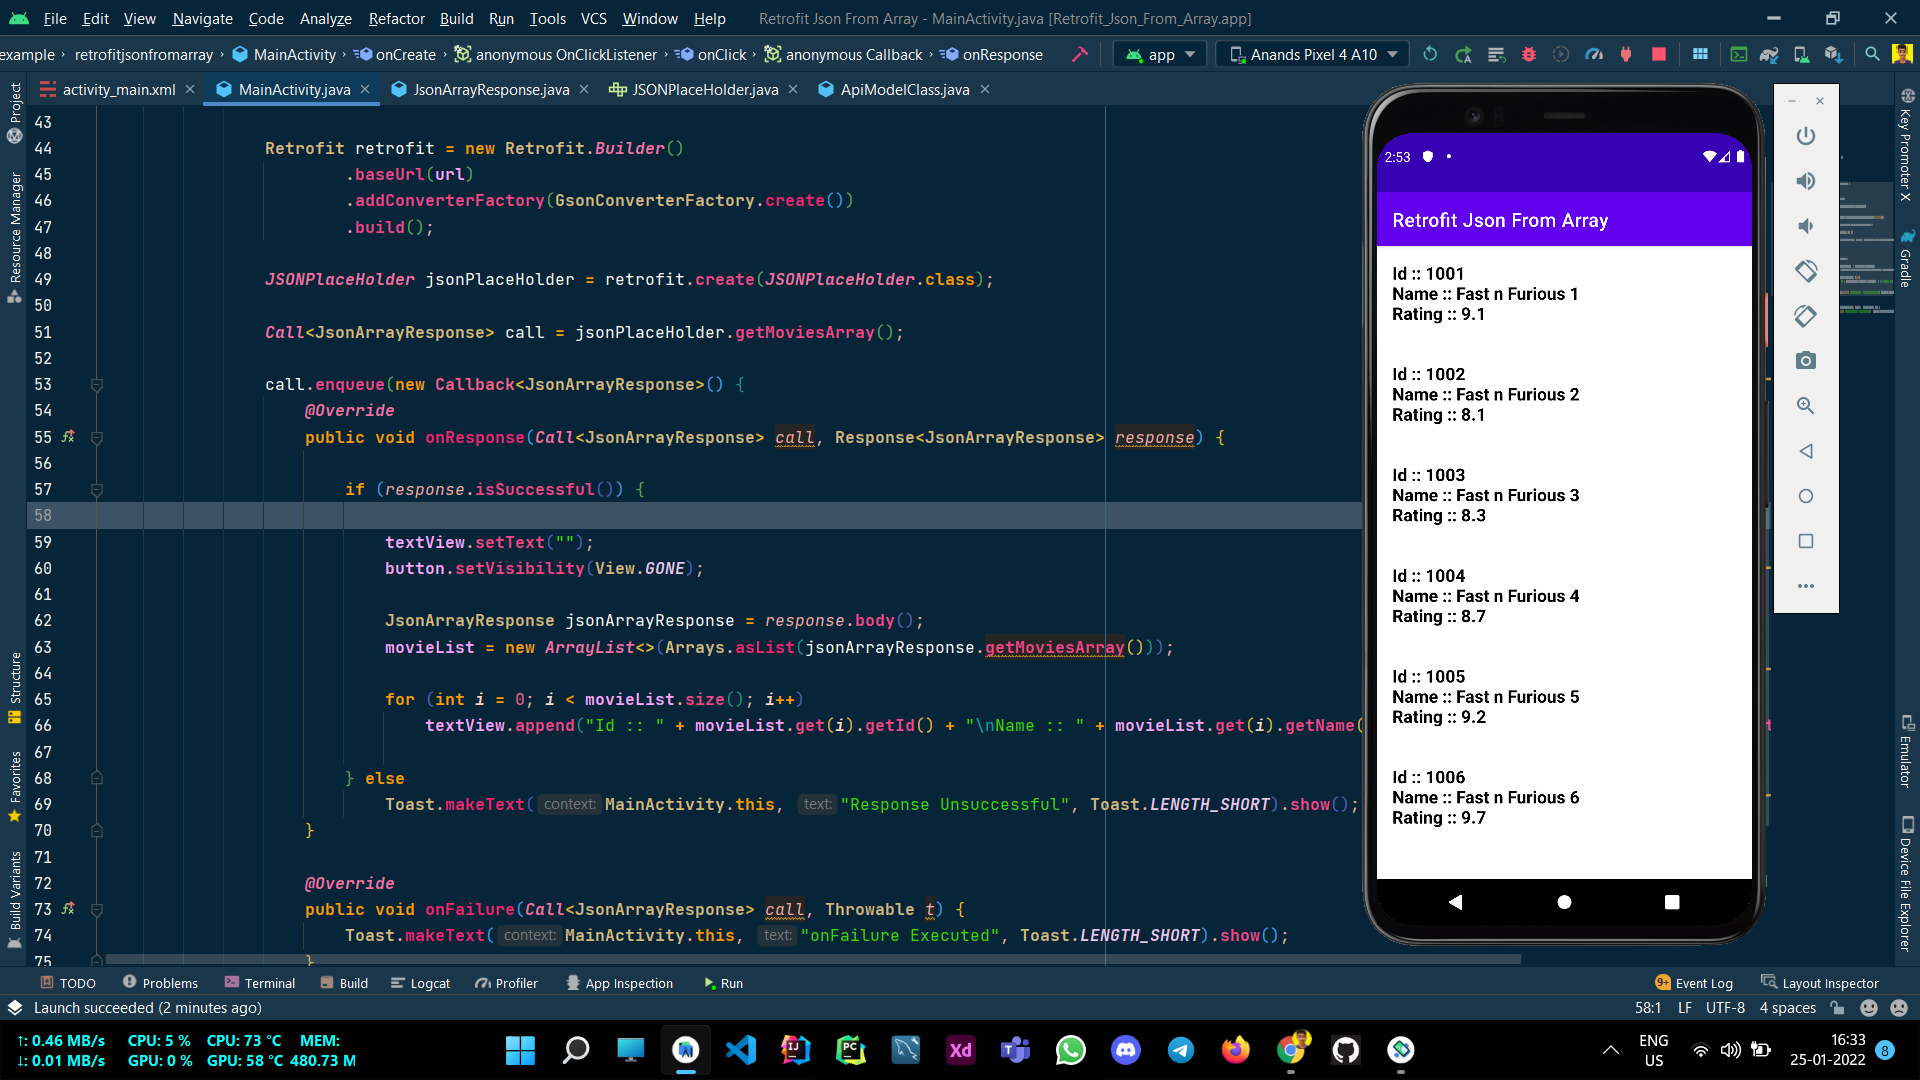 File Edit View Navigate Code Analyze Refactor Build Run Tools VCS Window Help Retrofit Json From Array - MainActivity.java [Retrofit_Json_From_Array.app]
example › retrofitjsonfromarray › MainActivity › onCreate › anonymous OnClickListener › onClick › anonymous Callback › onResponse app Anands Pixel 4 A10
activity_main.xml MainActivity.java JsonArrayResponse.java JSONPlaceHolder.java ApiModelClass.java
Project
Resource Manager
Structure
Favorites
Build Variants
43
44 Retrofit retrofit = new Retrofit.Builder()
45 .baseUrl(url)
46 .addConverterFactory(GsonConverterFactory.create())
47 .build();
48
49 JSONPlaceHolder jsonPlaceHolder = retrofit.create(JSONPlaceHolder.class);
50
51 Call<JsonArrayResponse> call = jsonPlaceHolder.getMoviesArray();
52
53 call.enqueue(new Callback<JsonArrayResponse>() {
54 @Override
55 public void onResponse(Call<JsonArrayResponse> call, Response<JsonArrayResponse> response) {
56
57 if (response.isSuccessful()) {
58
59 textView.setText("");
60 button.setVisibility(View.GONE);
61
62 JsonArrayResponse jsonArrayResponse = response.body();
63 movieList = new ArrayList<>(Arrays.asList(jsonArrayResponse.getMoviesArray()));
64
65 for (int i = 0; i < movieList.size(); i++)
66 textView.append("Id :: " + movieList.get(i).getId() + "\nName :: " + movieList.get(i).getName(
67
68 } else
69 Toast.makeText( context: MainActivity.this, text: "Response Unsuccessful", Toast.LENGTH_SHORT).show();
70 }
71
72 @Override
73 public void onFailure(Call<JsonArrayResponse> call, Throwable t) {
74 Toast.makeText( context: MainActivity.this, text: "onFailure Executed", Toast.LENGTH_SHORT).show();
75 }
2:53
Retrofit Json From Array
Id :: 1001
Name :: Fast n Furious 1
Rating :: 9.1
Id :: 1002
Name :: Fast n Furious 2
Rating :: 8.1
Id :: 1003
Name :: Fast n Furious 3
Rating :: 8.3
Id :: 1004
Name :: Fast n Furious 4
Rating :: 8.7
Id :: 1005
Name :: Fast n Furious 5
Rating :: 9.2
Id :: 1006
Name :: Fast n Furious 6
Rating :: 9.7
Key Promoter X
Gradle
Emulator
Device File Explorer
TODO Problems Terminal Build Logcat Profiler App Inspection Run 9+ Event Log Layout Inspector
Launch succeeded (2 minutes ago) 58:1 LF UTF-8 4 spaces
↑: 0.46 MB/s CPU: 5 % CPU: 73 °C MEM:
↓: 0.01 MB/s GPU: 0 % GPU: 58 °C 480.73 M
IJ PC Xd
ENG
US
16:33
25-01-2022 8